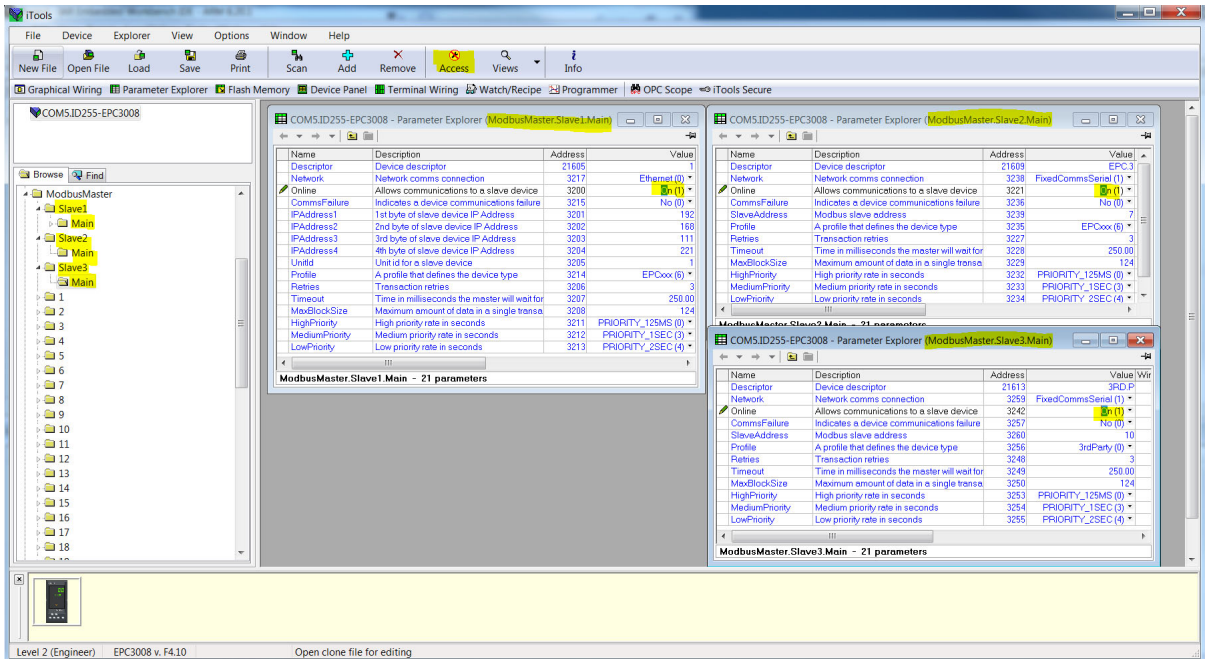 iTools
File Device Explorer View Options Window Help
New File Open File Load Save Print Scan Add Remove Access Views Info
Graphical Wiring Parameter Explorer Flash Memory Device Panel Terminal Wiring Watch/Recipe Programmer OPC Scope iTools Secure
COM5.ID255-EPC3008
Browse Find
ModbusMaster
Slave1
Main
Slave2
Main
Slave3
Main
1
2
3
4
5
6
7
8
9
10
11
12
13
14
15
16
17
18
COM5.ID255-EPC3008 - Parameter Explorer (ModbusMaster.Slave1.Main)
Name Description Address Value
Descriptor Device descriptor 21605 1
Network Network comms connection 3217 Ethernet (0)
Online Allows communications to a slave device 3200 On (1)
CommsFailure Indicates a device communications failure 3215 No (0)
IPAddress1 1st byte of slave device IP Address 3201 192
IPAddress2 2nd byte of slave device IP Address 3202 168
IPAddress3 3rd byte of slave device IP Address 3203 111
IPAddress4 4th byte of slave device IP Address 3204 221
UnitId Unit id for a slave device 3205 1
Profile A profile that defines the device type 3214 EPCxxx (6)
Retries Transaction retries 3206 3
Timeout Time in milliseconds the master will wait for 3207 250.00
MaxBlockSize Maximum amount of data in a single transa 3208 124
HighPriority High priority rate in seconds 3211 PRIORITY_125MS (0)
MediumPriority Medium priority rate in seconds 3212 PRIORITY_1SEC (3)
LowPriority Low priority rate in seconds 3213 PRIORITY_2SEC (4)
ModbusMaster.Slave1.Main - 21 parameters
COM5.ID255-EPC3008 - Parameter Explorer (ModbusMaster.Slave2.Main)
Name Description Address Value
Descriptor Device descriptor 21609 EPC.3
Network Network comms connection 3238 FixedCommsSerial (1)
Online Allows communications to a slave device 3221 On (1)
CommsFailure Indicates a device communications failure 3236 No (0)
SlaveAddress Modbus slave address 3239 7
Profile A profile that defines the device type 3235 EPCxxx (6)
Retries Transaction retries 3227 3
Timeout Time in milliseconds the master will wait for 3228 250.00
MaxBlockSize Maximum amount of data in a single transa 3229 124
HighPriority High priority rate in seconds 3232 PRIORITY_125MS (0)
MediumPriority Medium priority rate in seconds 3233 PRIORITY_1SEC (3)
LowPriority Low priority rate in seconds 3234 PRIORITY_2SEC (4)
ModbusMaster.Slave2.Main - 21 parameters
COM5.ID255-EPC3008 - Parameter Explorer (ModbusMaster.Slave3.Main)
Name Description Address Value Wir
Descriptor Device descriptor 21613 3RD.P
Network Network comms connection 3259 FixedCommsSerial (1)
Online Allows communications to a slave device 3242 On (1)
CommsFailure Indicates a device communications failure 3257 No (0)
SlaveAddress Modbus slave address 3260 10
Profile A profile that defines the device type 3256 3rdParty (0)
Retries Transaction retries 3248 3
Timeout Time in milliseconds the master will wait for 3249 250.00
MaxBlockSize Maximum amount of data in a single transa 3250 124
HighPriority High priority rate in seconds 3253 PRIORITY_125MS (0)
MediumPriority Medium priority rate in seconds 3254 PRIORITY_1SEC (3)
LowPriority Low priority rate in seconds 3255 PRIORITY_2SEC (4)
ModbusMaster.Slave3.Main - 21 parameters
Level 2 (Engineer) EPC3008 v. F4.10 Open clone file for editing